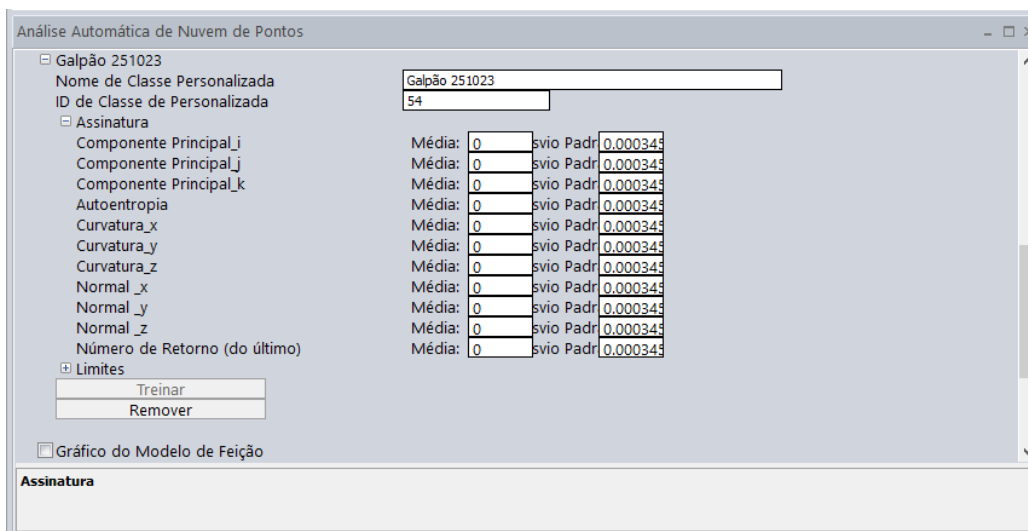 Análise Automática de Nuvem de Pontos
Galpão 251023
Nome de Classe Personalizada Galpão 251023
ID de Classe de Personalizada 54
Assinatura
Componente Principal_i Média: 0 svio Padr 0.000345
Componente Principal_j Média: 0 svio Padr 0.000345
Componente Principal_k Média: 0 svio Padr 0.000345
Autoentropia Média: 0 svio Padr 0.000345
Curvatura_x Média: 0 svio Padr 0.000345
Curvatura_y Média: 0 svio Padr 0.000345
Curvatura_z Média: 0 svio Padr 0.000345
Normal _x Média: 0 svio Padr 0.000345
Normal _y Média: 0 svio Padr 0.000345
Normal _z Média: 0 svio Padr 0.000345
Número de Retorno (do último) Média: 0 svio Padr 0.000345
Limites
Treinar
Remover
Gráfico do Modelo de Feição
Assinatura